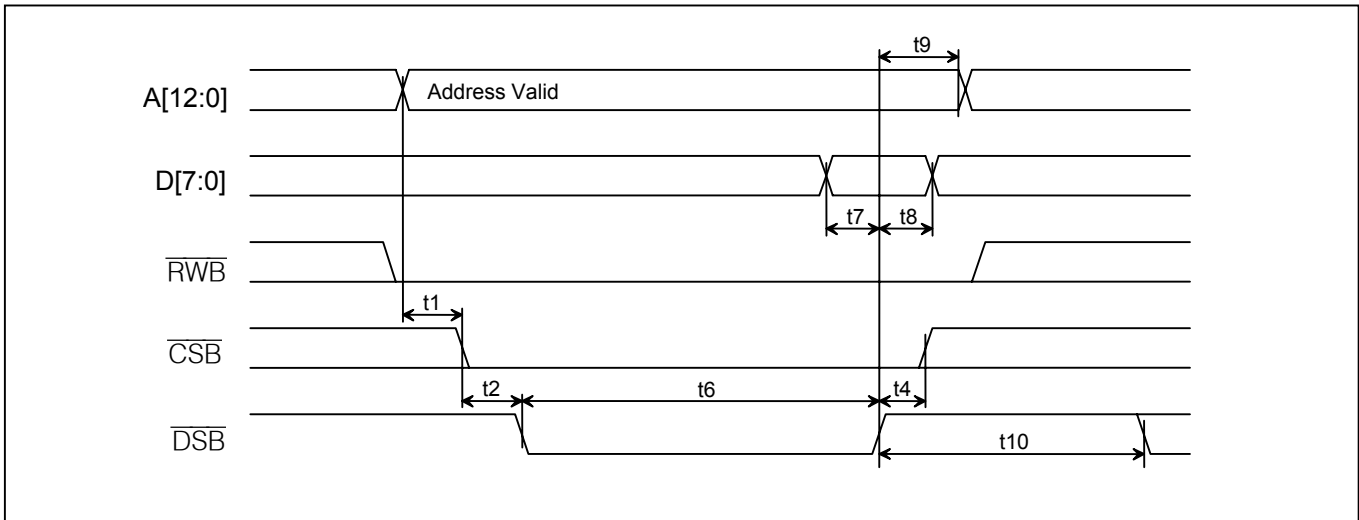 t9
A[12:0]
Address Valid
D[7:0]
t7
t8
RWB
t1
CSB
t2
t6
t4
DSB
t10